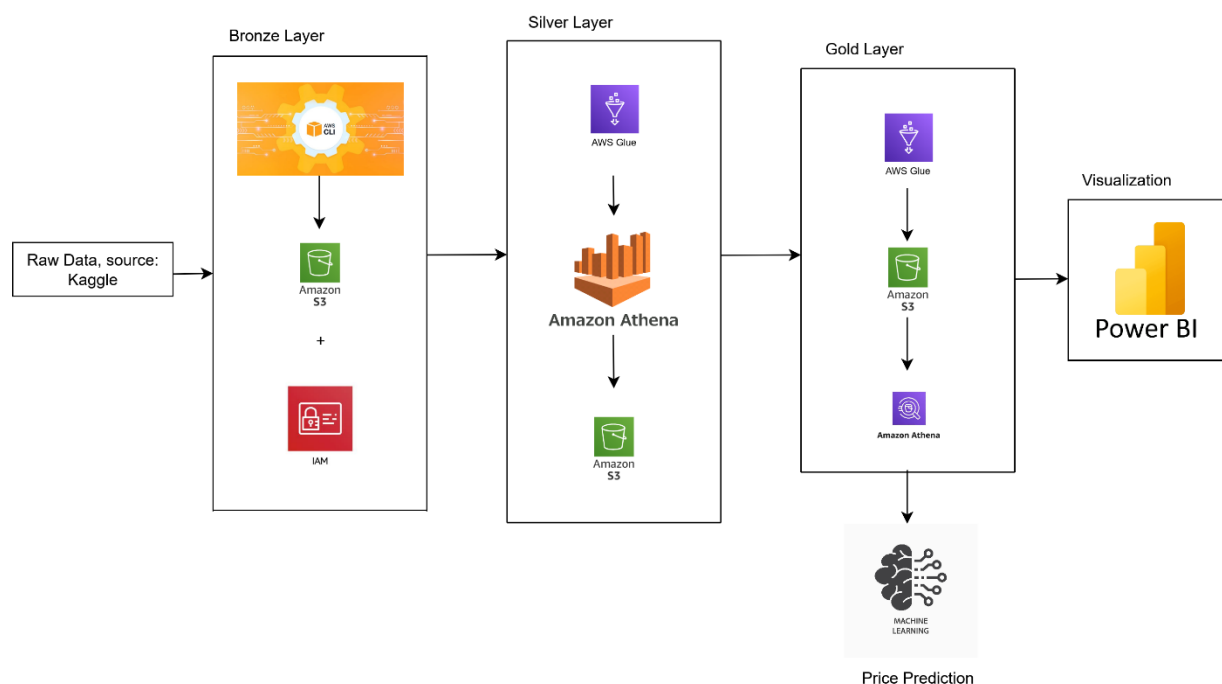 Silver Layer
Bronze Layer
Gold Layer
AWS
CLI
AWS Glue
AWS Glue
Visualization
Raw Data, source:
Kaggle
Amazon
S3
+
IAM
Amazon Athena
Amazon
S3
Amazon
S3
Amazon Athena
Power BI
MACHINE
LEARNING
Price Prediction